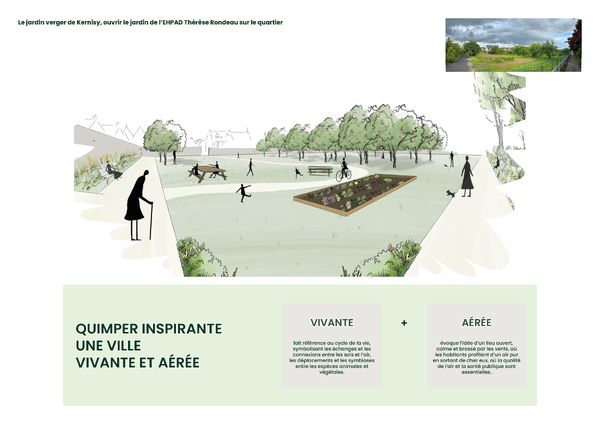 Le jardin verger de Kernisy, ouvrir le jardin de l'EHPAD Thérèse Rondeau sur le quartier
QUIMPER INSPIRANTE
UNE VILLE
VIVANTE ET AÉRÉE
VIVANTE
fait référence au cycle de la vie,
symbolisant les échanges et les
connexions entre les sols et l'air,
les déplacements et les symbioses
entre les espèces animales et
végétales.
+
AÉRÉE
évoque l'idée d'un lieu ouvert,
calme et brassé par les vents, où
les habitants profitent d'un air pur
en sortant de chez eux, où la qualité
de l'air et la santé publique sont
essentielles.